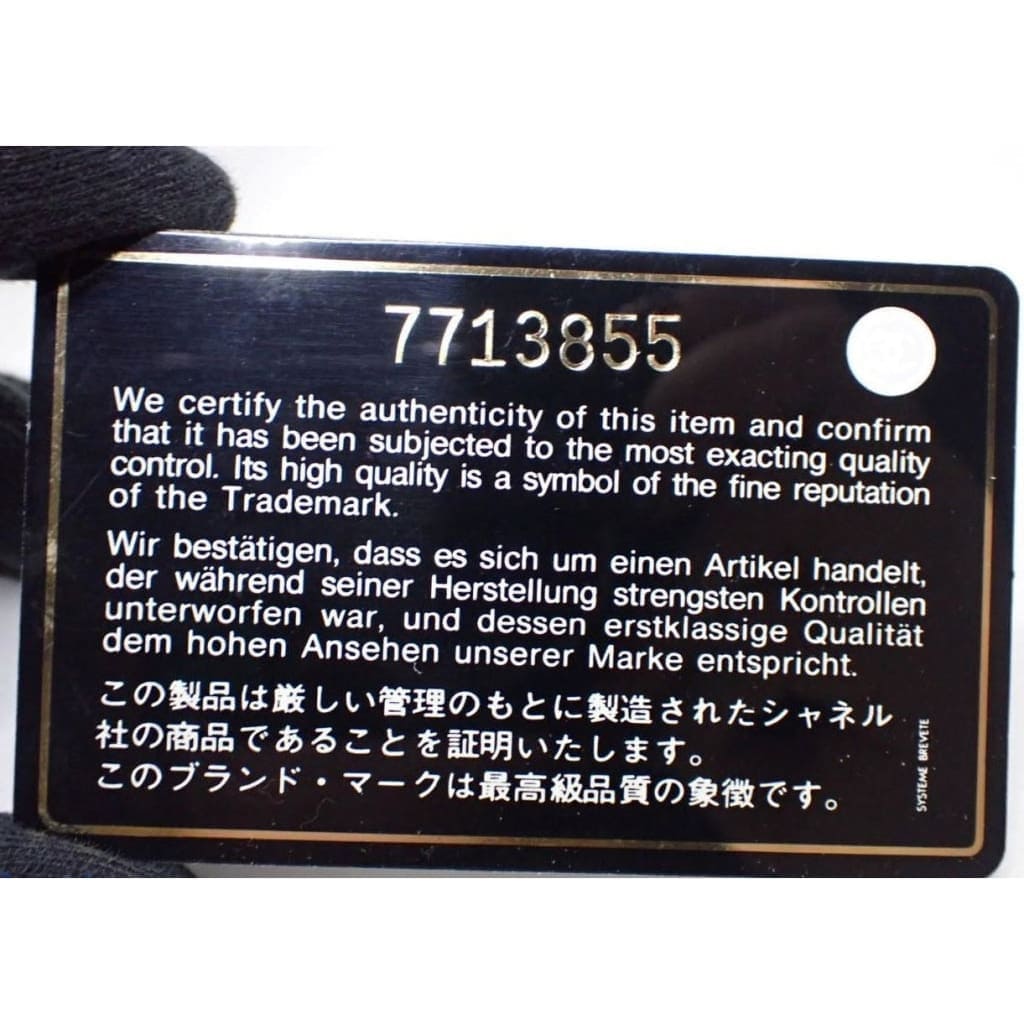 7713855
We certify the authenticity of this item and confirm
that it has been subjected to the most exacting quality
control. Its high quality is a symbol of the fine reputation
of the Trademark.
Wir bestätigen, dass es sich um einen Artikel handelt,
der während seiner Herstellung strengsten Kontrollen
unterworfen war, und dessen erstklassige Qualität
dem hohen Ansehen unserer Marke entspricht.
この製品は厳しい管理のもとに製造されたシャネル
社の商品であることを証明いたします。
このブランド・マークは最高級品質の象徴です。
SYSTEME BREVETE